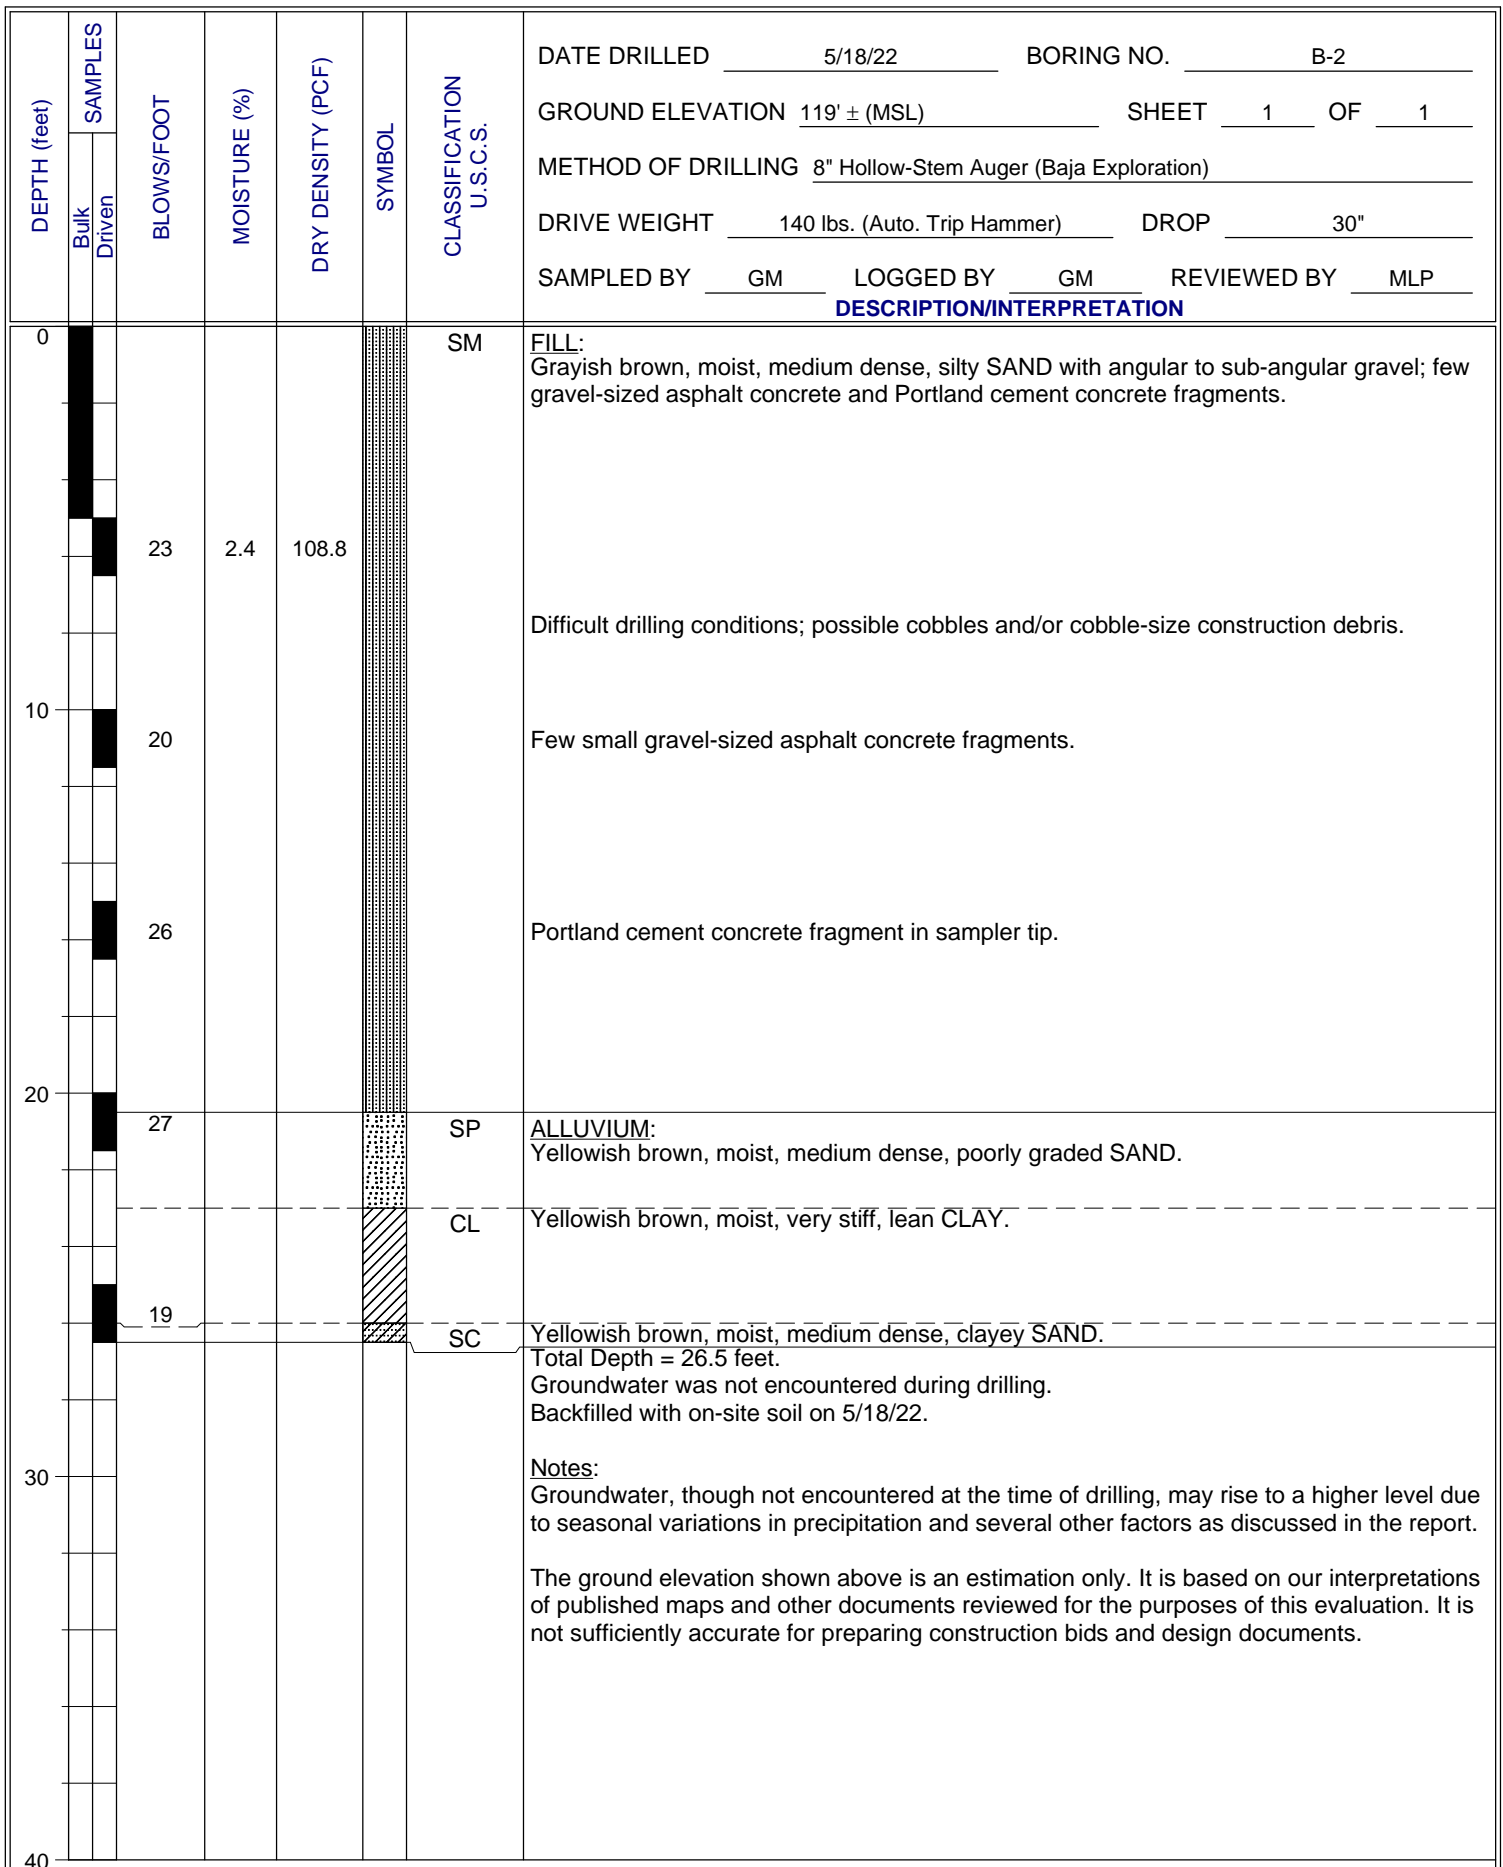 DEPTH (feet)
SAMPLES
Bulk
Driven
BLOWS/FOOT
MOISTURE (%)
DRY DENSITY (PCF)
SYMBOL
CLASSIFICATION
U.S.C.S.
DATE DRILLED 5/18/22 BORING NO. B-2
GROUND ELEVATION 119' ± (MSL) SHEET 1 OF 1
METHOD OF DRILLING 8" Hollow-Stem Auger (Baja Exploration)
DRIVE WEIGHT 140 lbs. (Auto. Trip Hammer) DROP 30"
SAMPLED BY GM LOGGED BY GM REVIEWED BY MLP
DESCRIPTION/INTERPRETATION
0 SM FILL:
Grayish brown, moist, medium dense, silty SAND with angular to sub-angular gravel; few
gravel-sized asphalt concrete and Portland cement concrete fragments.
23 2.4 108.8
Difficult drilling conditions; possible cobbles and/or cobble-size construction debris.
10
20 Few small gravel-sized asphalt concrete fragments.
26 Portland cement concrete fragment in sampler tip.
20
27 SP ALLUVIUM:
Yellowish brown, moist, medium dense, poorly graded SAND.
CL Yellowish brown, moist, very stiff, lean CLAY.
19
SC Yellowish brown, moist, medium dense, clayey SAND.
Total Depth = 26.5 feet.
Groundwater was not encountered during drilling.
Backfilled with on-site soil on 5/18/22.
30 Notes:
Groundwater, though not encountered at the time of drilling, may rise to a higher level due
to seasonal variations in precipitation and several other factors as discussed in the report.
The ground elevation shown above is an estimation only. It is based on our interpretations
of published maps and other documents reviewed for the purposes of this evaluation. It is
not sufficiently accurate for preparing construction bids and design documents.
40